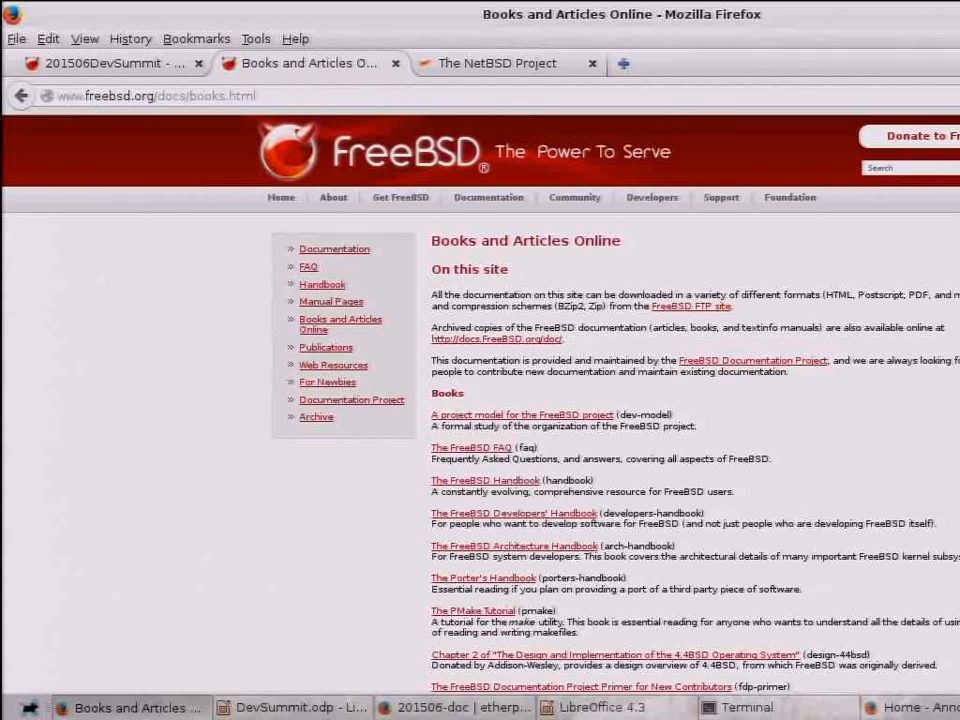 Books and Articles Online - Mozilla Firefox
File Edit View History Bookmarks Tools Help
201506DevSummit - ...
Books and Articles O...
The NetBSD Project
www.freebsd.org/docs/books.html
FreeBSD® The Power To Serve
Donate to Fr
Search
Home About Get FreeBSD Documentation Community Developers Support Foundation
» Documentation
» FAQ
» Handbook
» Manual Pages
» Books and Articles
Online
» Publications
» Web Resources
» For Newbies
» Documentation Project
» Archive
Books and Articles Online
On this site
All the documentation on this site can be downloaded in a variety of different formats (HTML, Postscript, PDF, and m
and compression schemes (BZip2, Zip) from the FreeBSD FTP site.
Archived copies of the FreeBSD documentation (articles, books, and textinfo manuals) are also available online at
http://docs.FreeBSD.org/doc/.
This documentation is provided and maintained by the FreeBSD Documentation Project, and we are always looking fo
people to contribute new documentation and maintain existing documentation.
Books
A project model for the FreeBSD project (dev-model)
A formal study of the organization of the FreeBSD project.
The FreeBSD FAQ (faq)
Frequently Asked Questions, and answers, covering all aspects of FreeBSD.
The FreeBSD Handbook (handbook)
A constantly evolving, comprehensive resource for FreeBSD users.
The FreeBSD Developers' Handbook (developers-handbook)
For people who want to develop software for FreeBSD (and not just people who are developing FreeBSD itself).
The FreeBSD Architecture Handbook (arch-handbook)
For FreeBSD system developers. This book covers the architectural details of many important FreeBSD kernel subsys
The Porter's Handbook (porters-handbook)
Essential reading if you plan on providing a port of a third party piece of software.
The PMake Tutorial (pmake)
A tutorial for the make utility. This book is essential reading for anyone who wants to understand all the details of usin
of reading and writing makefiles.
Chapter 2 of "The Design and Implementation of the 4.4BSD Operating System" (design-44bsd)
Donated by Addison-Wesley, provides a design overview of 4.4BSD, from which FreeBSD was originally derived.
The FreeBSD Documentation Project Primer for New Contributors (fdp-primer)
Books and Articles ...
DevSummit.odp - Li...
201506-doc | etherp...
LibreOffice 4.3
Terminal
Home - Anno